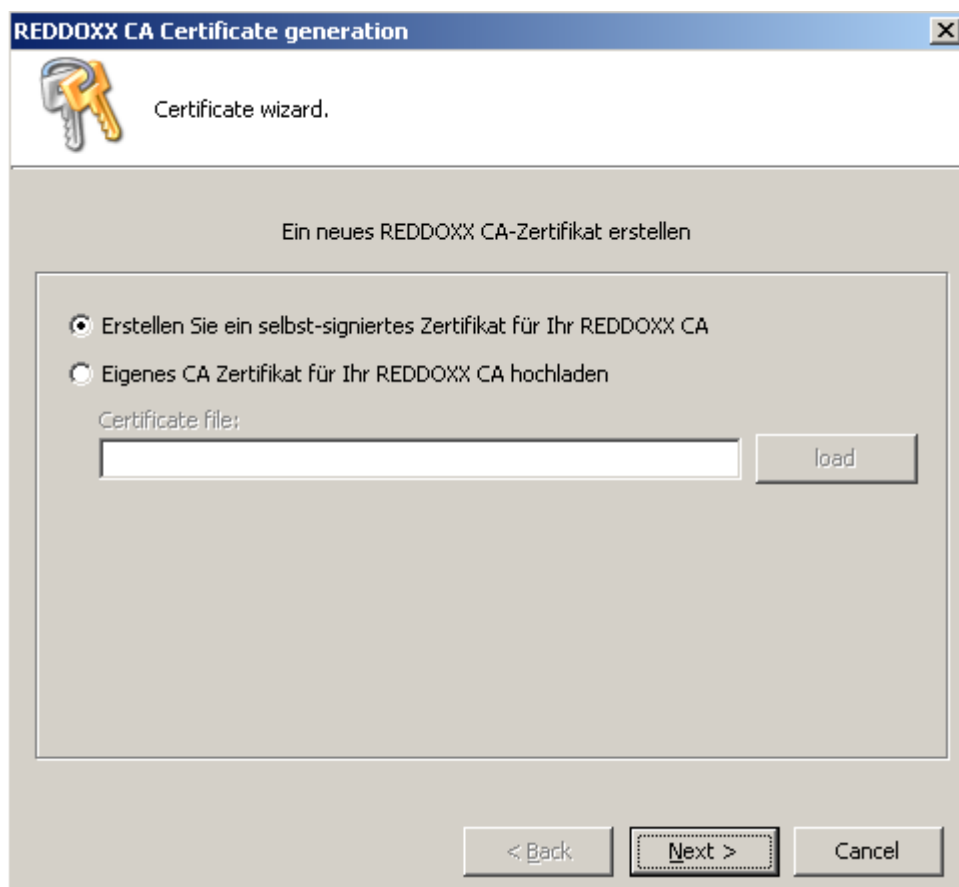 REDDOXX CA Certificate generation
Certificate wizard.
Ein neues REDDOXX CA-Zertifikat erstellen
Erstellen Sie ein selbst-signiertes Zertifikat für Ihr REDDOXX CA
Eigenes CA Zertifikat für Ihr REDDOXX CA hochladen
Certificate file:
load
< Back
Next >
Cancel